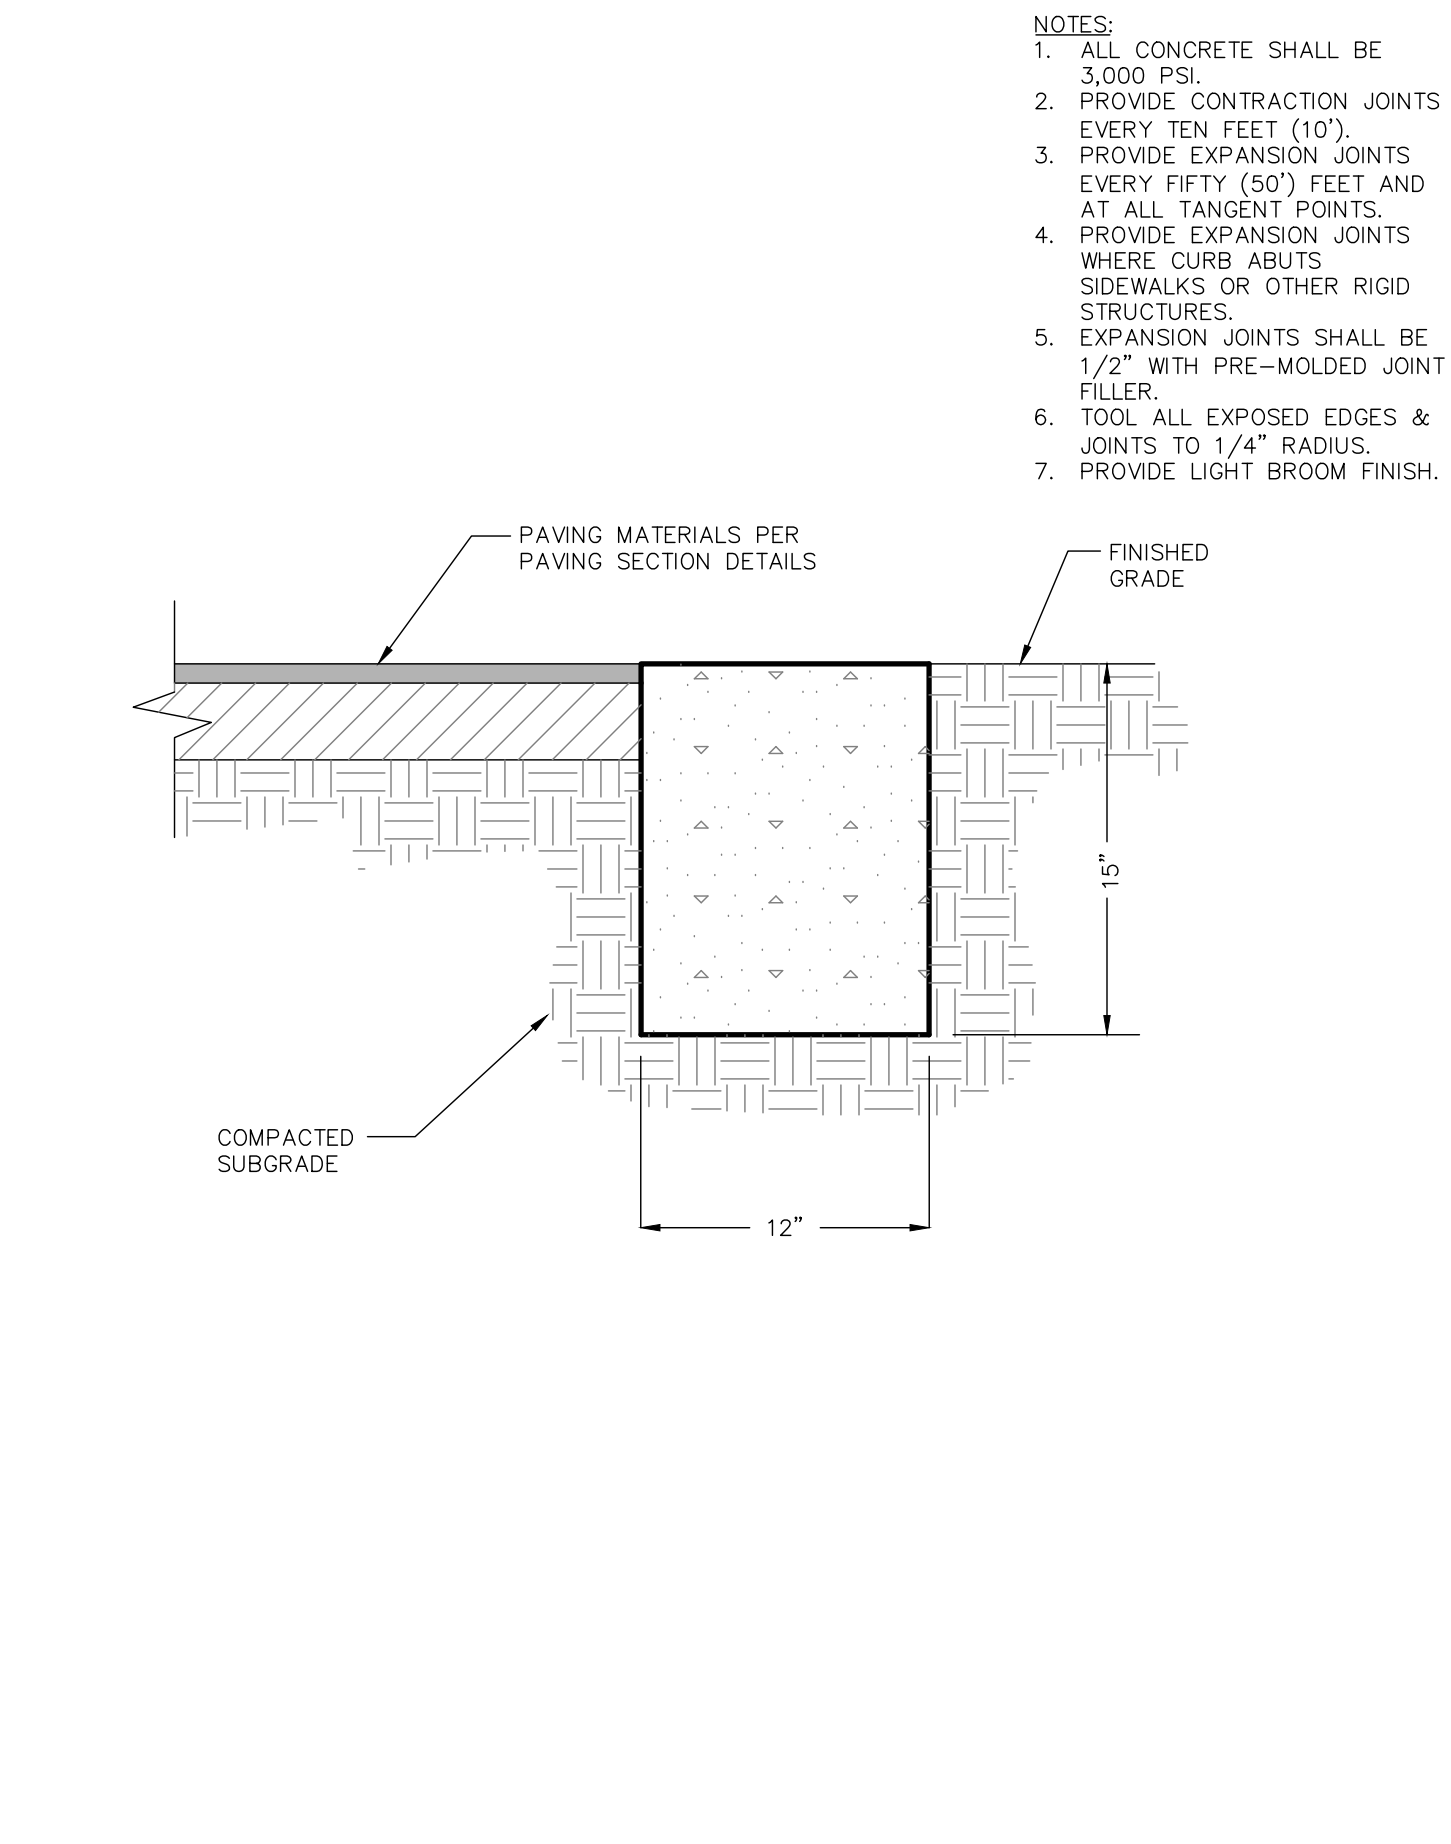 NOTES:
1. ALL CONCRETE SHALL BE
3,000 PSI.
2. PROVIDE CONTRACTION JOINTS
EVERY TEN FEET (10').
3. PROVIDE EXPANSION JOINTS
EVERY FIFTY (50') FEET AND
AT ALL TANGENT POINTS.
4. PROVIDE EXPANSION JOINTS
WHERE CURB ABUTS
SIDEWALKS OR OTHER RIGID
STRUCTURES.
5. EXPANSION JOINTS SHALL BE
1/2" WITH PRE-MOLDED JOINT
FILLER.
6. TOOL ALL EXPOSED EDGES &
JOINTS TO 1/4" RADIUS.
7. PROVIDE LIGHT BROOM FINISH.
PAVING MATERIALS PER
PAVING SECTION DETAILS
FINISHED
GRADE
15"
COMPACTED
SUBGRADE
12"